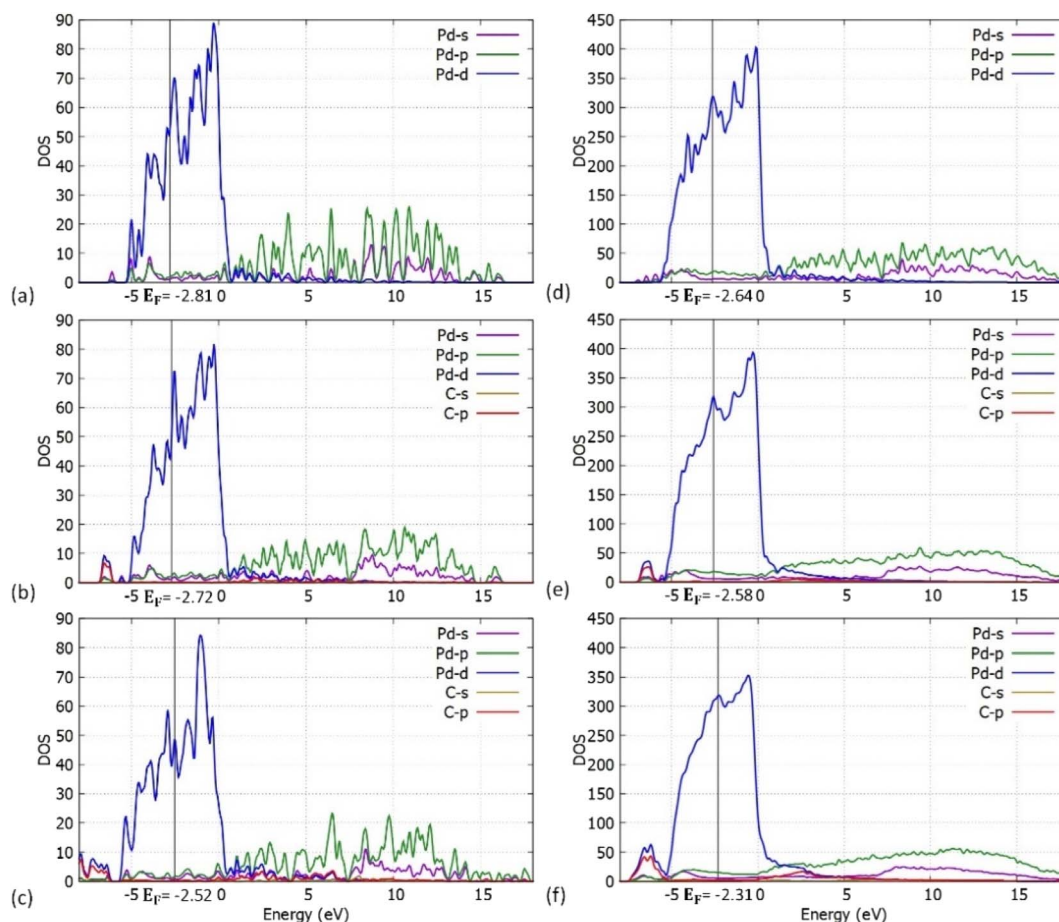 90
80
70
60
50
40
30
20
10
0
DOS
Pd-s
Pd-p
Pd-d
(a)
-5 E_F= -2.81 0 5 10 15
450
400
350
300
250
200
150
100
50
0
DOS
Pd-s
Pd-p
Pd-d
(d)
-5 E_F= -2.64 0 5 10 15
90
80
70
60
50
40
30
20
10
0
DOS
Pd-s
Pd-p
Pd-d
C-s
C-p
(b)
-5 E_F= -2.72 0 5 10 15
450
400
350
300
250
200
150
100
50
0
DOS
Pd-s
Pd-p
Pd-d
C-s
C-p
(e)
-5 E_F= -2.58 0 5 10 15
90
80
70
60
50
40
30
20
10
0
DOS
Pd-s
Pd-p
Pd-d
C-s
C-p
(c)
-5 E_F= -2.52 0 5 10 15
Energy (eV)
450
400
350
300
250
200
150
100
50
0
DOS
Pd-s
Pd-p
Pd-d
C-s
C-p
(f)
-5 E_F= -2.31 0 5 10 15
Energy (eV)